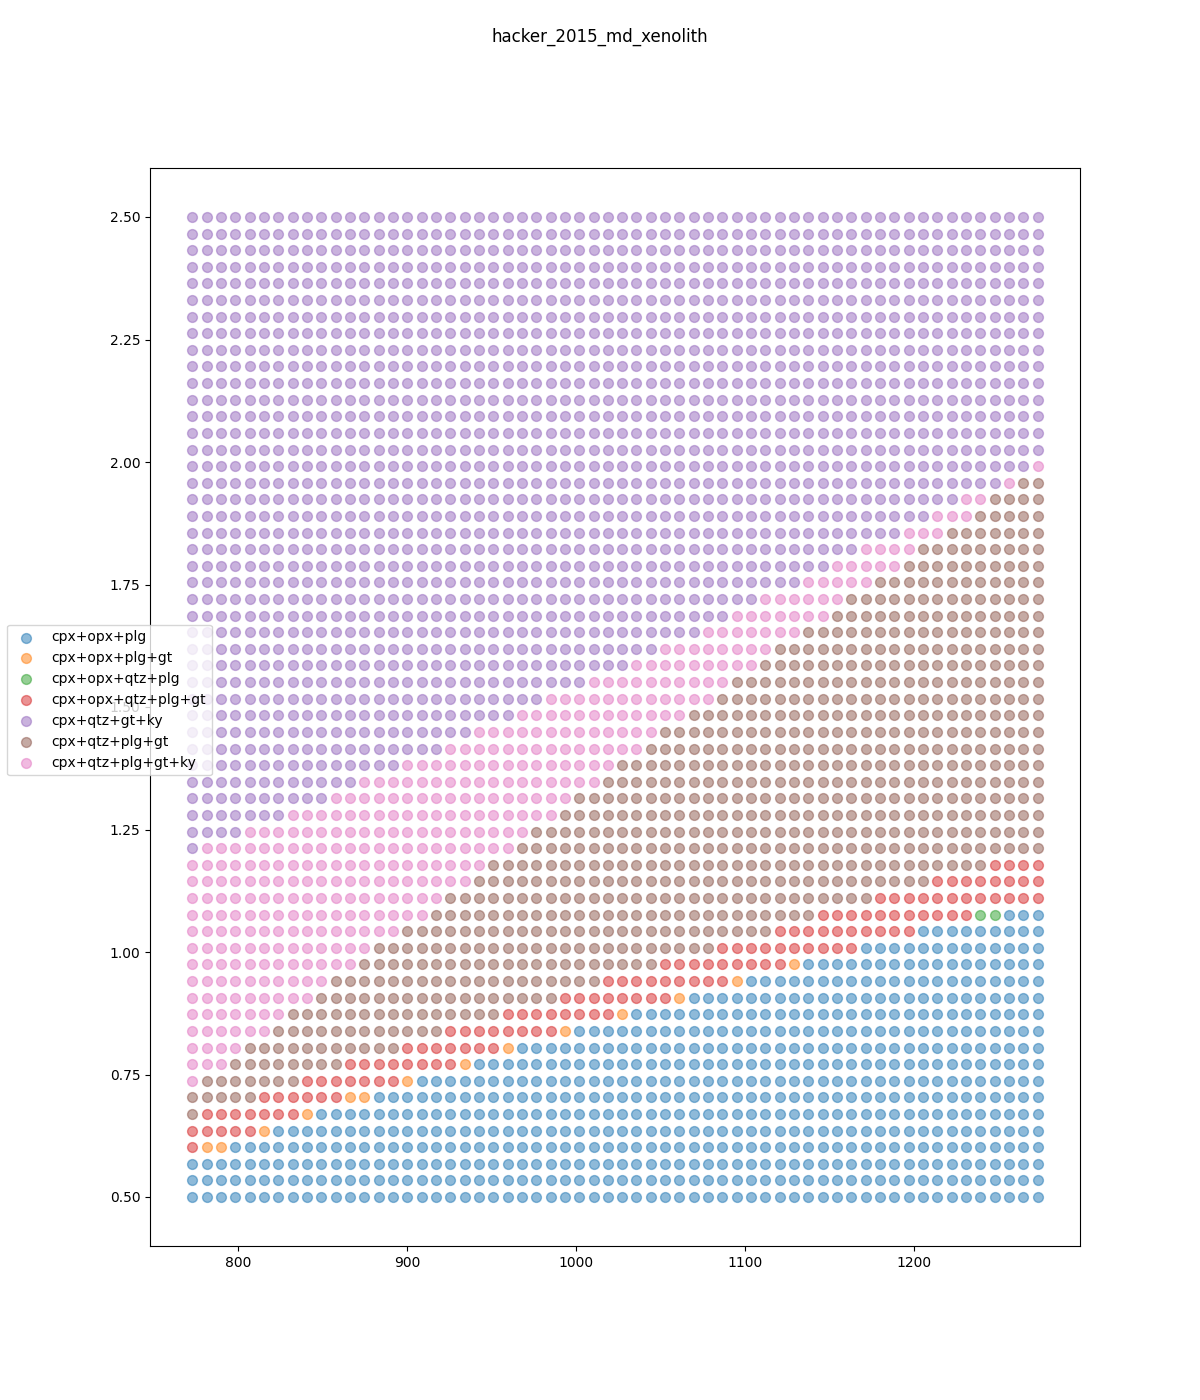 hacker_2015_md_xenolith
2.50
2.25
2.00
1.75
cpx+opx+plg
cpx+opx+plg+gt
cpx+opx+qtz+plg
cpx+opx+qtz+plg+gt
1.50
cpx+qtz+gt+ky
cpx+qtz+plg+gt
cpx+qtz+plg+gt+ky
1.25
1.00
0.75
0.50
800 900 1000 1100 1200